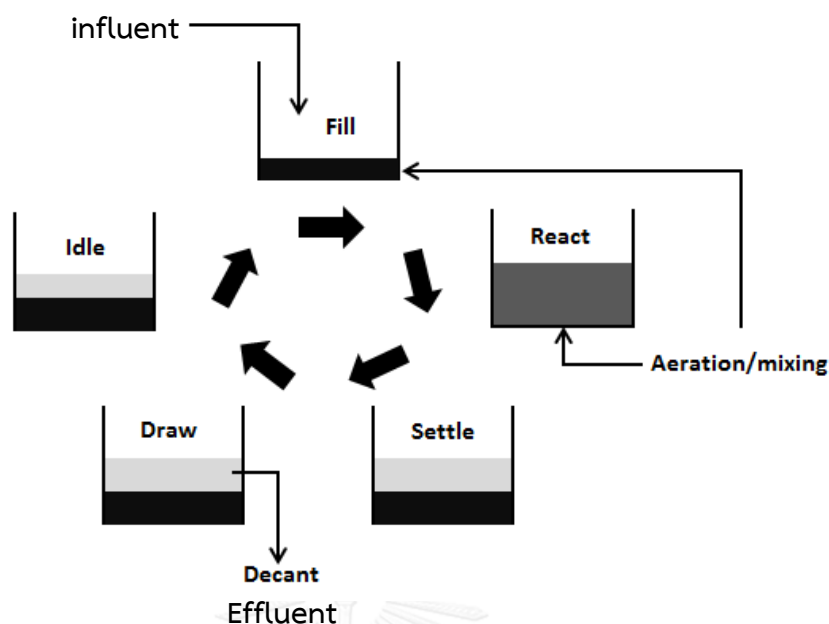 influent
Fill
Idle
React
Aeration/mixing
Draw
Settle
Decant
Effluent